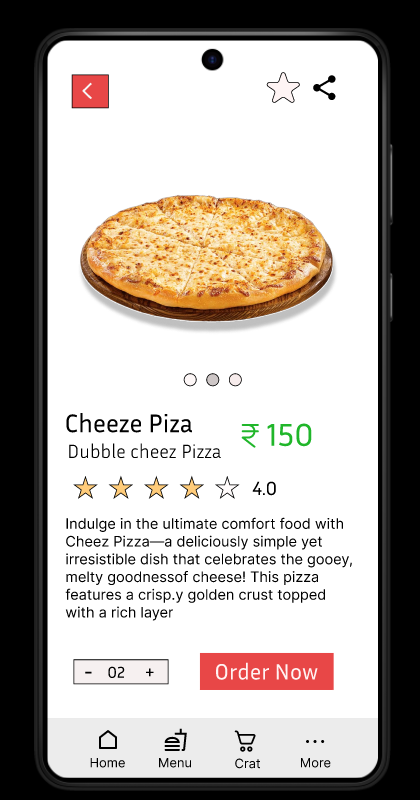 Cheeze Piza
₹ 150
Dubble cheez Pizza
4.0
Indulge in the ultimate comfort food with
Cheez Pizza—a deliciously simple yet
irresistible dish that celebrates the gooey,
melty goodnessof cheese! This pizza
features a crisp.y golden crust topped
with a rich layer
- 02 +
Order Now
Home Menu Crat More